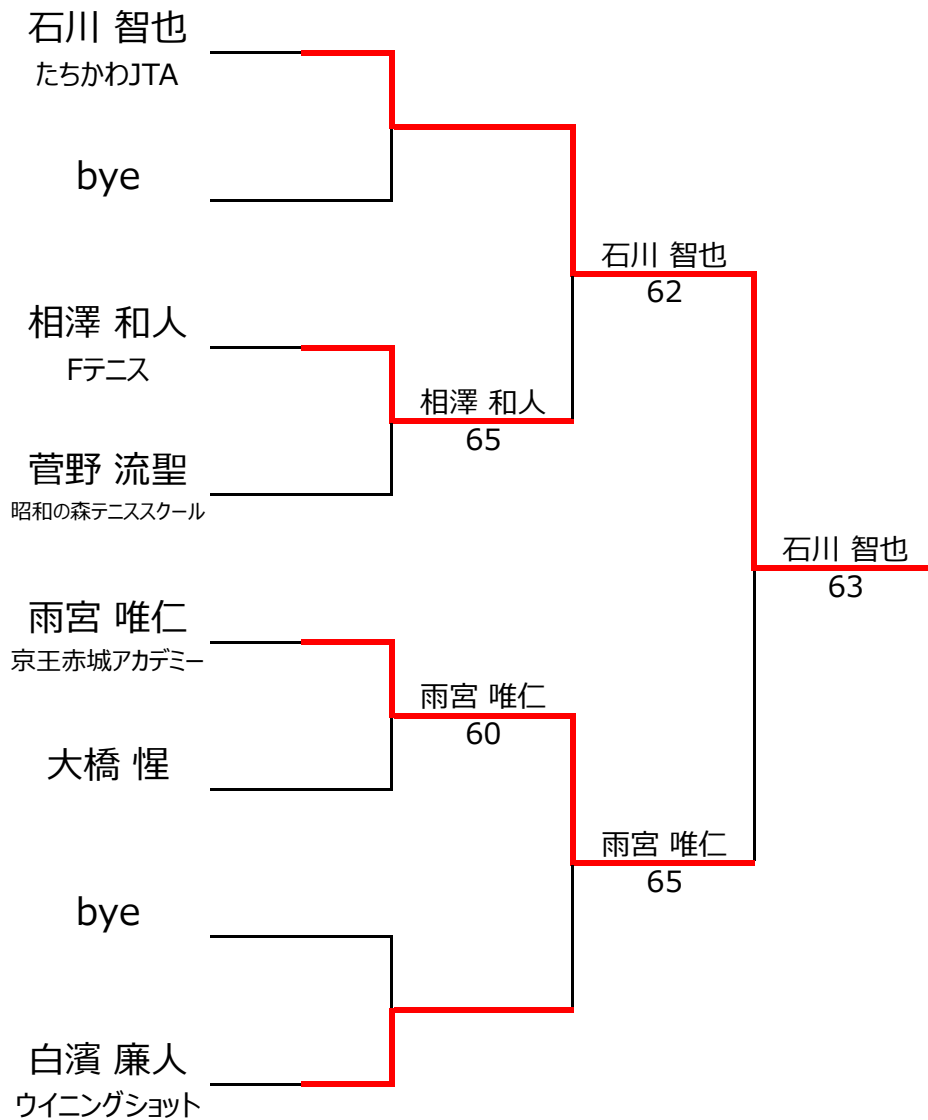 石川 智也
たちかわJTA
bye
石川 智也
62
相澤 和人
Fテニス
相澤 和人
65
菅野 流聖
昭和の森テニススクール
石川 智也
63
雨宮 唯仁
京王赤城アカデミー
雨宮 唯仁
60
大橋 惺
雨宮 唯仁
65
bye
白濱 廉人
ウイニングショット